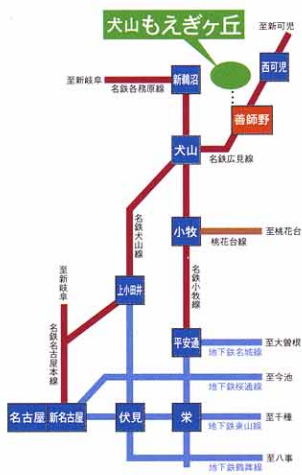 犬山もえぎヶ丘
至新可児
西可児
至新岐阜
新鵜沼
名鉄各務原線
善師野
犬山
名鉄広見線
名鉄犬山線
小牧
至桃花台
桃花台線
至新岐阜
上小田井
名鉄小牧線
名鉄名古屋本線
平安通
至大曽根
地下鉄名城線
至今池
地下鉄桜通線
名古屋
新名古屋
伏見
栄
至千種
地下鉄東山線
至八事
地下鉄鶴舞線